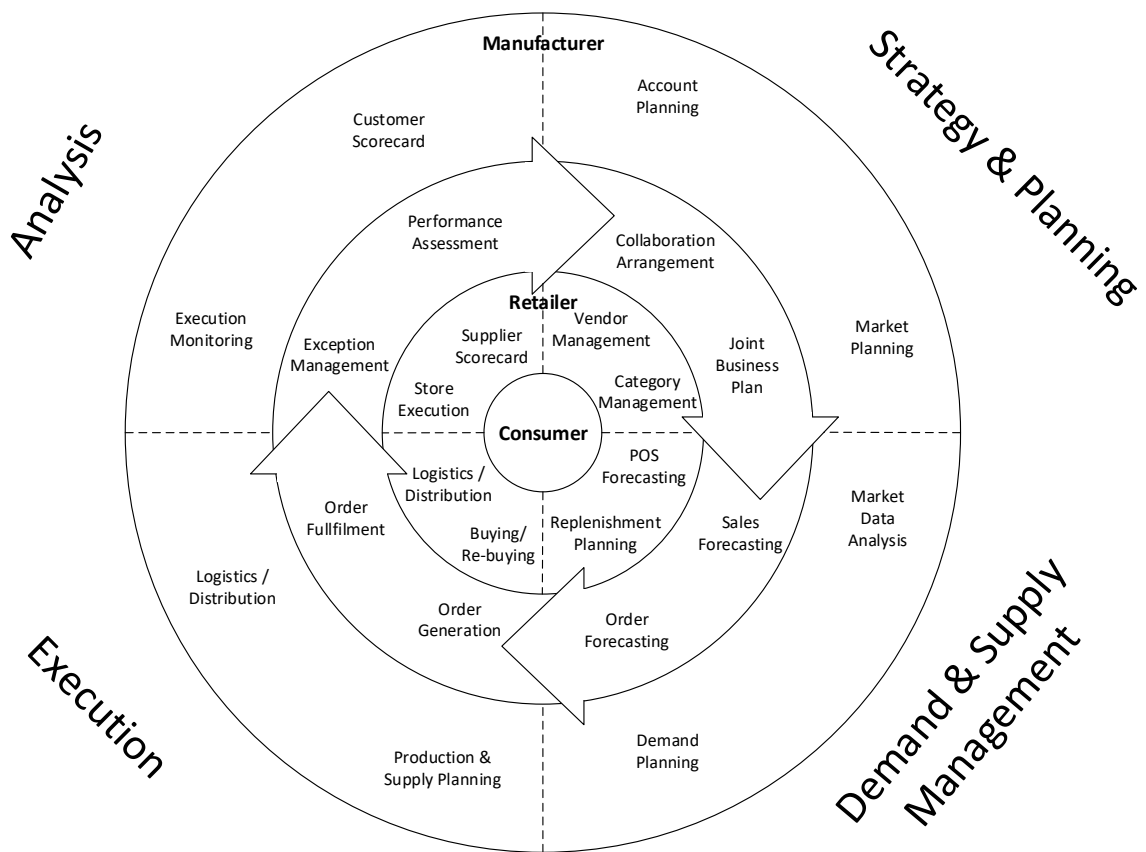 Manufacturer
Strategy & Planning
Account
Planning
Analysis
Customer
Scorecard
Performance
Assessment
Collaboration
Arrangement
Retailer
Execution
Monitoring
Exception
Management
Supplier
Scorecard
Vendor
Management
Joint
Business
Plan
Market
Planning
Store
Execution
Category
Management
Consumer
Logistics /
Distribution
POS
Forecasting
Order
Fullfilment
Buying/
Re-buying
Replenishment
Planning
Sales
Forecasting
Market
Data
Analysis
Logistics /
Distribution
Order
Generation
Order
Forecasting
Execution
Demand & Supply
Management
Production &
Supply Planning
Demand
Planning